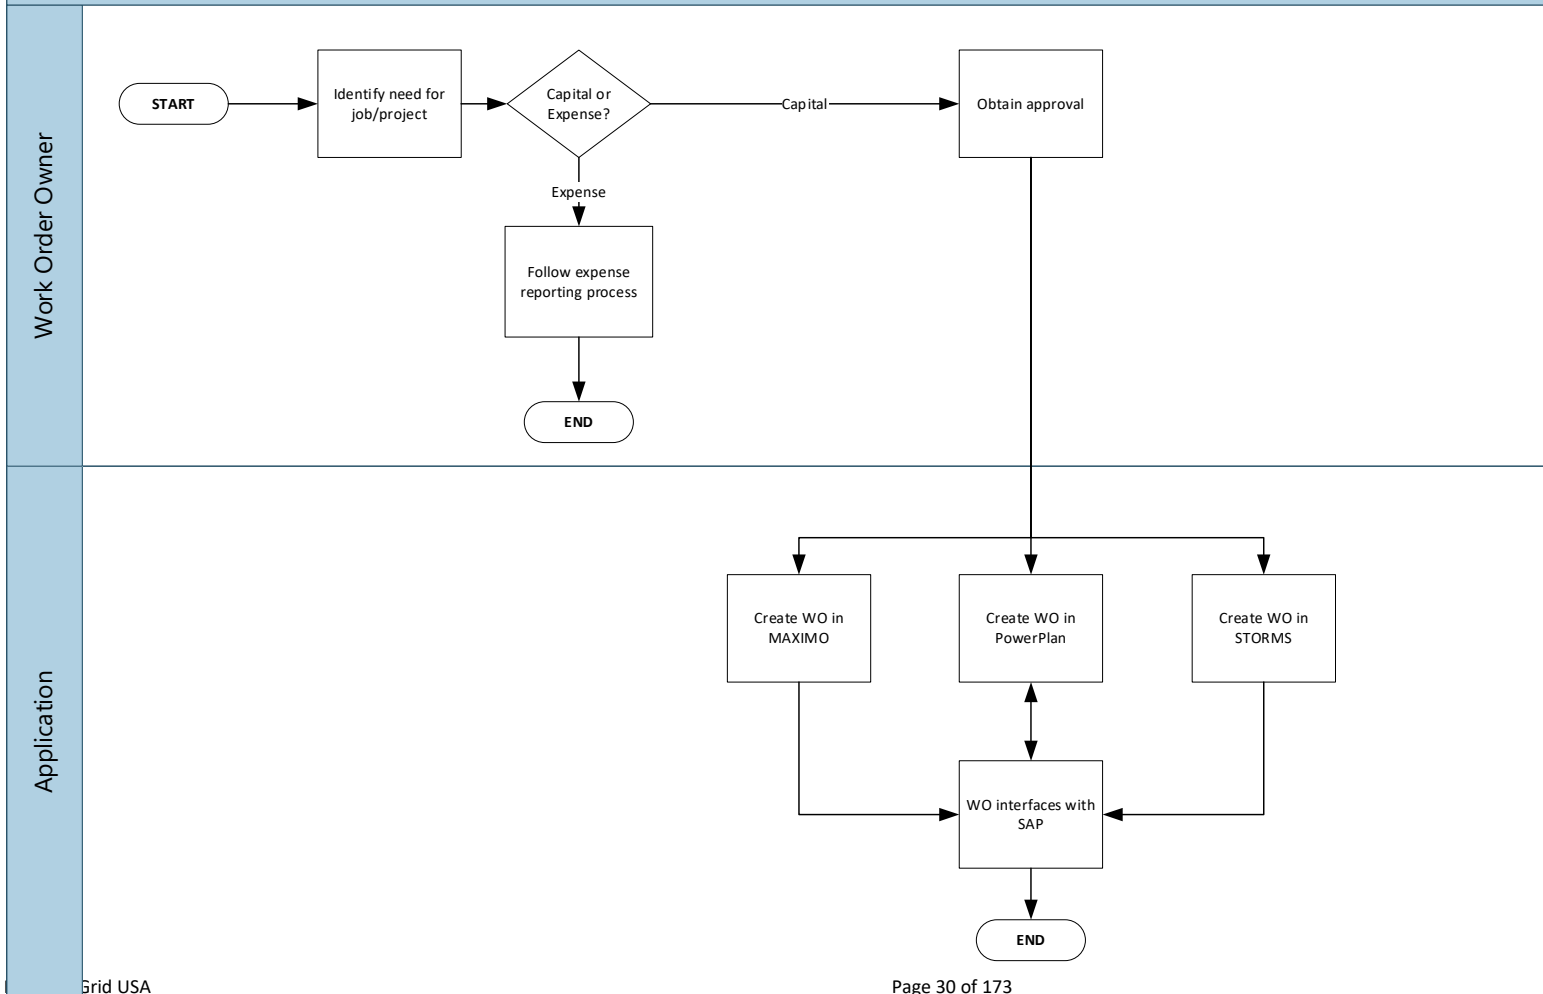 Work Order Owner
START
Identify need for
job/project
Capital or
Expense?
Capital
Obtain approval
Expense
Follow expense
reporting process
END
Application
Create WO in
MAXIMO
Create WO in
PowerPlan
Create WO in
STORMS
WO interfaces with
SAP
END
Grid USA
Page 30 of 173